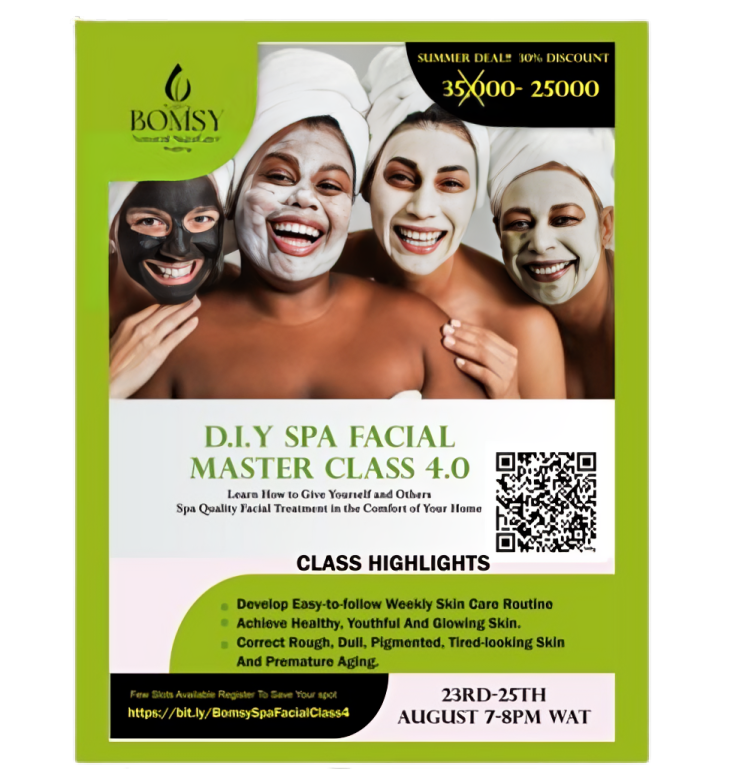 BOMSY
SUMMER DEAL!! 30% DISCOUNT
35000- 25000
D.I.Y SPA FACIAL
MASTER CLASS 4.0
Learn How to Give Yourself and Others
Spa Quality Facial Treatment in the Comfort of Your Home
CLASS HIGHLIGHTS
Develop Easy-to-follow Weekly Skin Care Routine
Achieve Healthy, Youthful And Glowing Skin.
Correct Rough, Dull, Pigmented, Tired-looking Skin
And Premature Aging.
Few Slots Available Register To Save Your spot
https://bit.ly/BomsySpaFacialClass4
23RD-25TH
AUGUST 7-8PM WAT